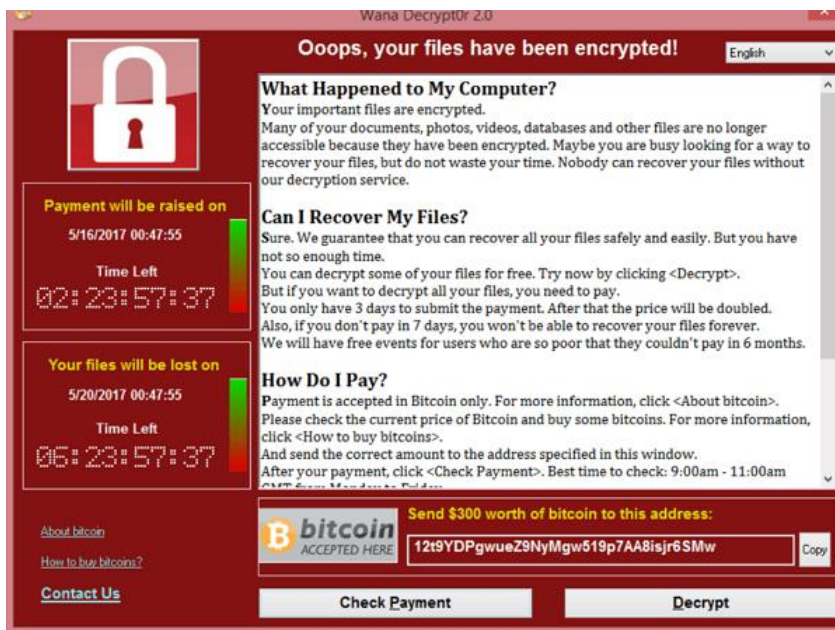 Wana Decrypt0r 2.0
Ooops, your files have been encrypted!
English
Payment will be raised on
5/16/2017 00:47:55
Time Left
02:23:57:37
Your files will be lost on
5/20/2017 00:47:55
Time Left
06:23:57:37
About bitcoin
How to buy bitcoins?
Contact Us
What Happened to My Computer?
Your important files are encrypted.
Many of your documents, photos, videos, databases and other files are no longer
accessible because they have been encrypted. Maybe you are busy looking for a way to
recover your files, but do not waste your time. Nobody can recover your files without
our decryption service.
Can I Recover My Files?
Sure. We guarantee that you can recover all your files safely and easily. But you have
not so enough time.
You can decrypt some of your files for free. Try now by clicking <Decrypt>.
But if you want to decrypt all your files, you need to pay.
You only have 3 days to submit the payment. After that the price will be doubled.
Also, if you don't pay in 7 days, you won't be able to recover your files forever.
We will have free events for users who are so poor that they couldn't pay in 6 months.
How Do I Pay?
Payment is accepted in Bitcoin only. For more information, click <About bitcoin>.
Please check the current price of Bitcoin and buy some bitcoins. For more information,
click <How to buy bitcoins>.
And send the correct amount to the address specified in this window.
After your payment, click <Check Payment>. Best time to check: 9:00am - 11:00am
GMT from Monday to Friday
bitcoin
ACCEPTED HERE
Send $300 worth of bitcoin to this address:
12t9YDPgwueZ9NyMgw519p7AA8isjr6SMw
Copy
Check Payment
Decrypt